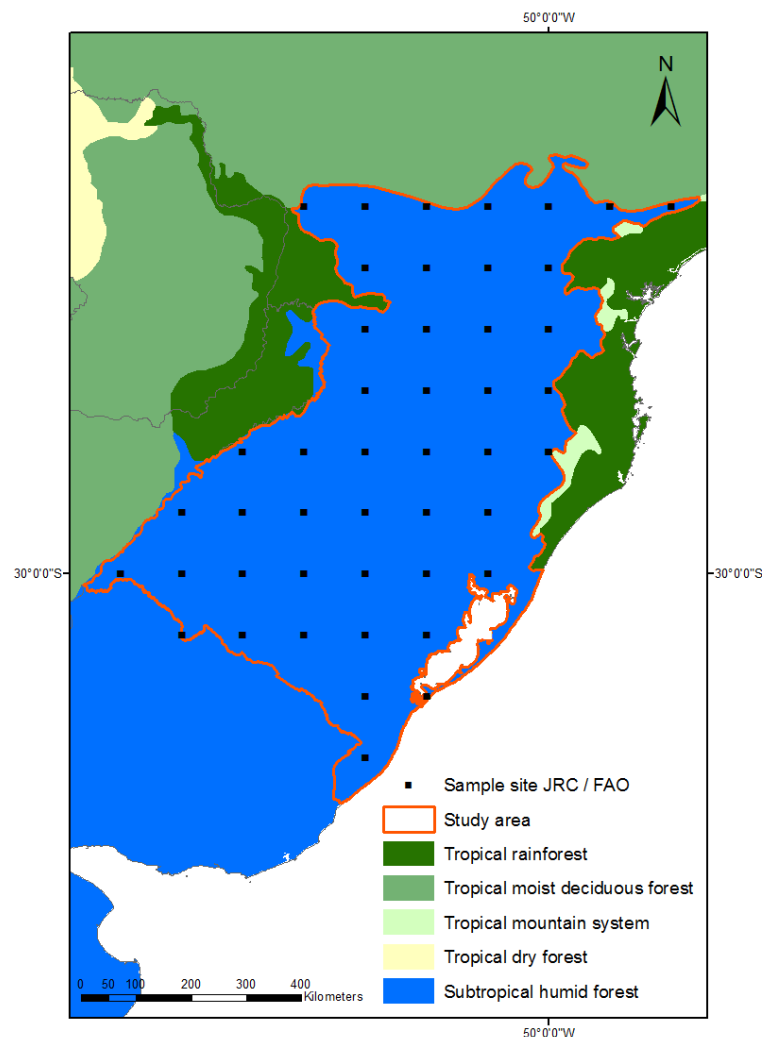 50°0'0"W
N
30°0'0"S
30°0'0"S
Sample site JRC / FAO
Study area
Tropical rainforest
Tropical moist deciduous forest
Tropical mountain system
Tropical dry forest
Subtropical humid forest
0 50 100 200 300 400
Kilometers
50°0'0"W